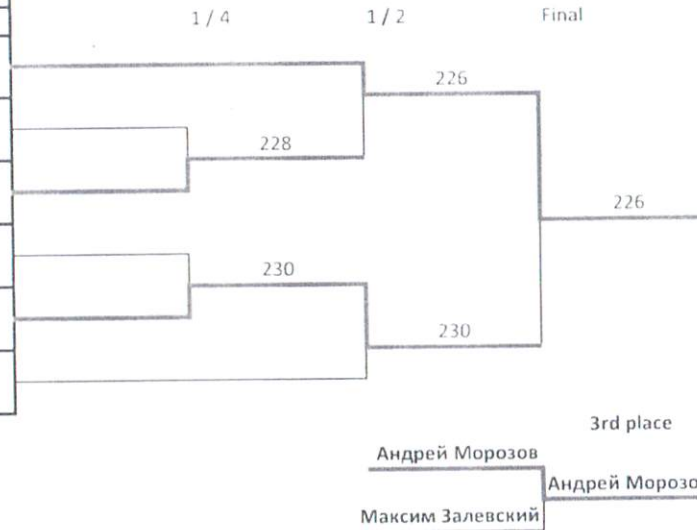 1 / 4
1 / 2
Final
226
228
226
230
230
3rd place
Андрей Морозов
Андрей Морозо
Максим Залевский